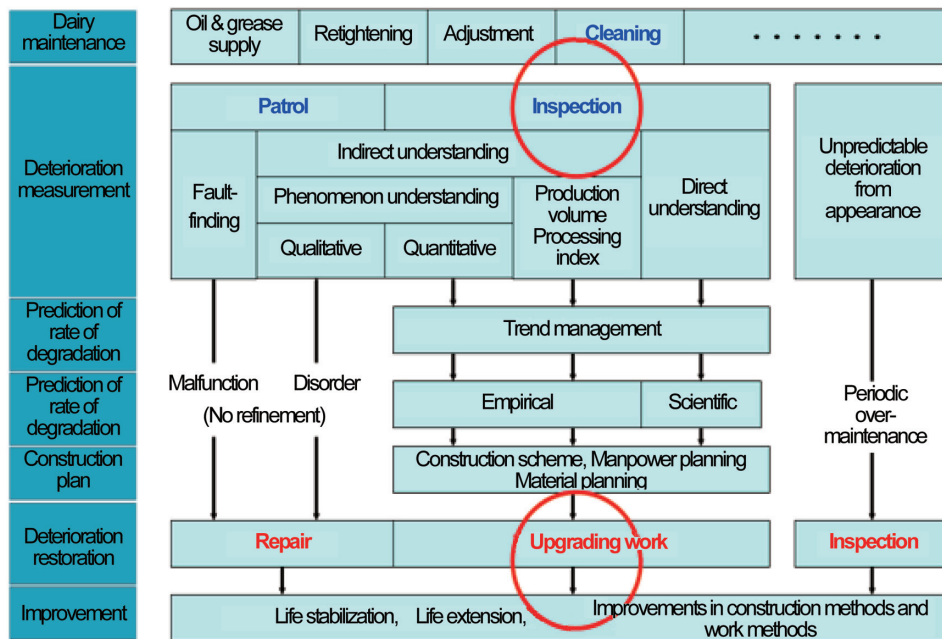 Dairy
maintenance
Oil & grease
supply
Retightening
Adjustment
Cleaning
· · · · · · ·
Deterioration
measurement
Patrol
Inspection
Indirect understanding
Fault-
finding
Phenomenon understanding
Qualitative
Quantitative
Production
volume
Processing
index
Direct
understanding
Unpredictable
deterioration
from
appearance
Prediction of
rate of
degradation
Trend management
Malfunction
Disorder
(No refinement)
Prediction of
rate of
degradation
Empirical
Scientific
Periodic
over-
maintenance
Construction
plan
Construction scheme, Manpower planning
Material planning
Deterioration
restoration
Repair
Upgrading work
Inspection
Improvement
Life stabilization,
Life extension,
Improvements in construction methods and
work methods